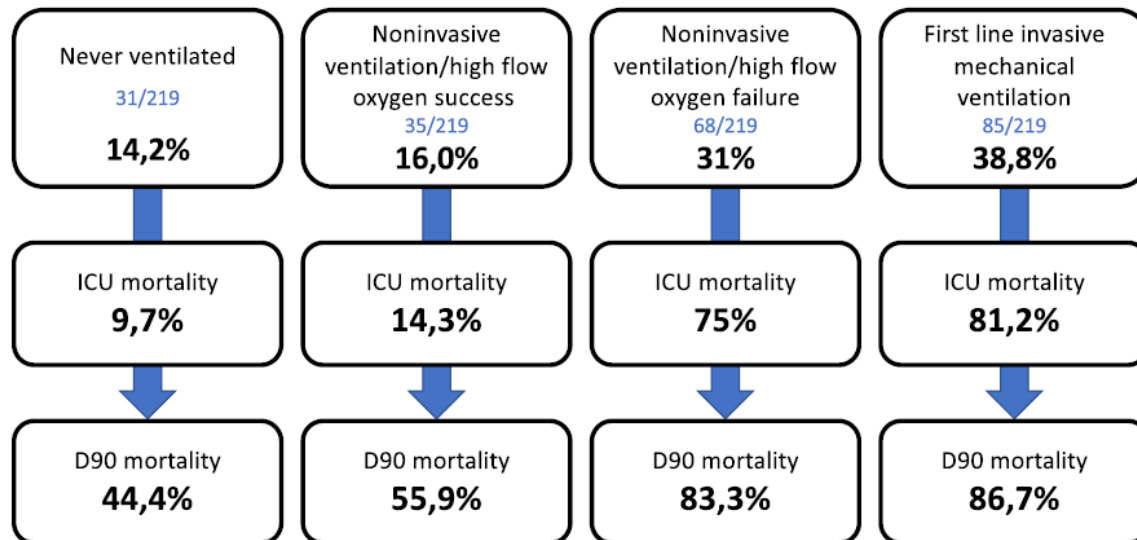 Never ventilated
31/219
14,2%
Noninvasive
ventilation/high flow
oxygen success
35/219
16,0%
Noninvasive
ventilation/high flow
oxygen failure
68/219
31%
First line invasive
mechanical
ventilation
85/219
38,8%
ICU mortality
9,7%
ICU mortality
14,3%
ICU mortality
75%
ICU mortality
81,2%
D90 mortality
44,4%
D90 mortality
55,9%
D90 mortality
83,3%
D90 mortality
86,7%